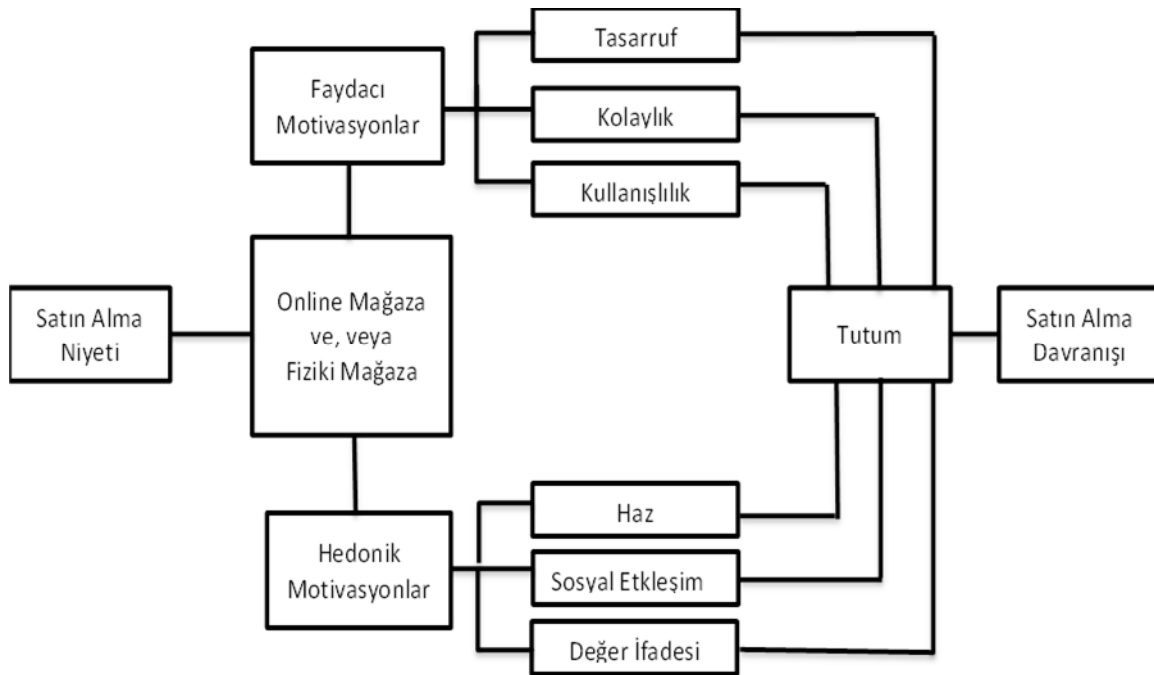 Tasarruf
Faydacı
Motivasyonlar
Kolaylık
Kullanışlılık
Satın Alma
Niyeti
Online Mağaza
ve, veya
Fiziki Mağaza
Tutum
Satın Alma
Davranışı
Haz
Hedonik
Motivasyonlar
Sosyal Etkleşim
Değer İfadesi